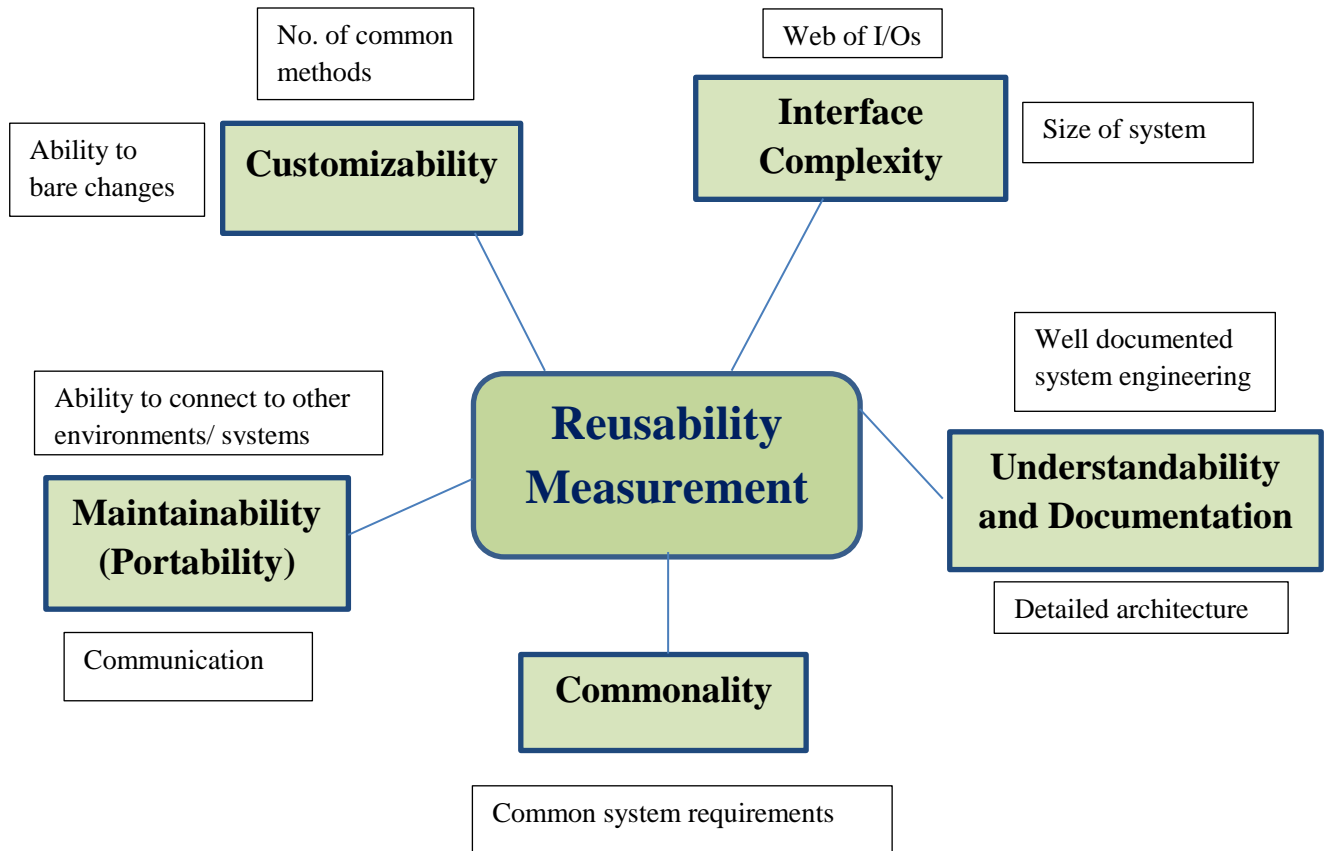 No. of common
methods
Web of I/Os
Interface
Complexity
Size of system
Ability to
bare changes
Customizability
Well documented
system engineering
Ability to connect to other
environments/ systems
Reusability
Measurement
Understandability
and Documentation
Maintainability
(Portability)
Detailed architecture
Communication
Commonality
Common system requirements